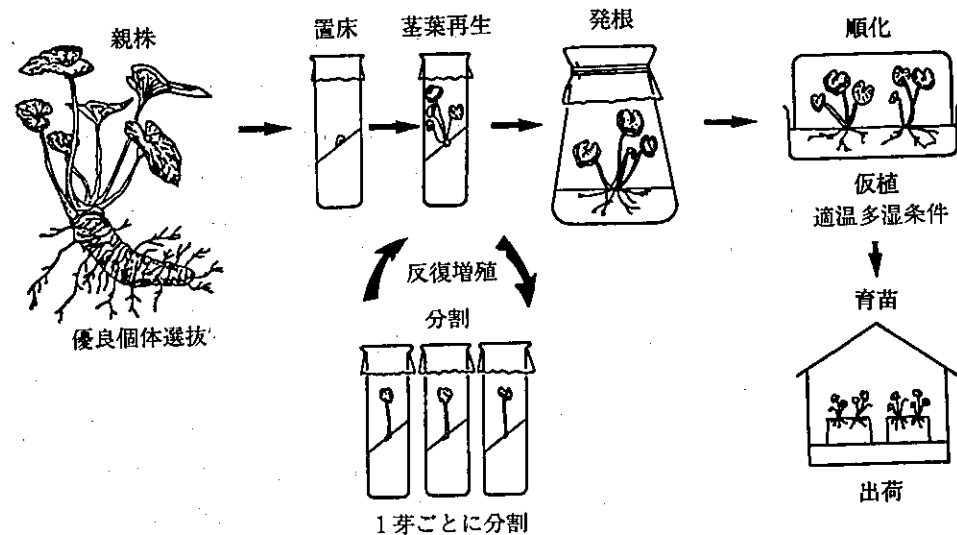 親株
優良個体選抜
置床
茎葉再生
発根
順化
仮植
適温多湿条件
反復増殖
分割
1芽ごとに分割
育苗
出荷